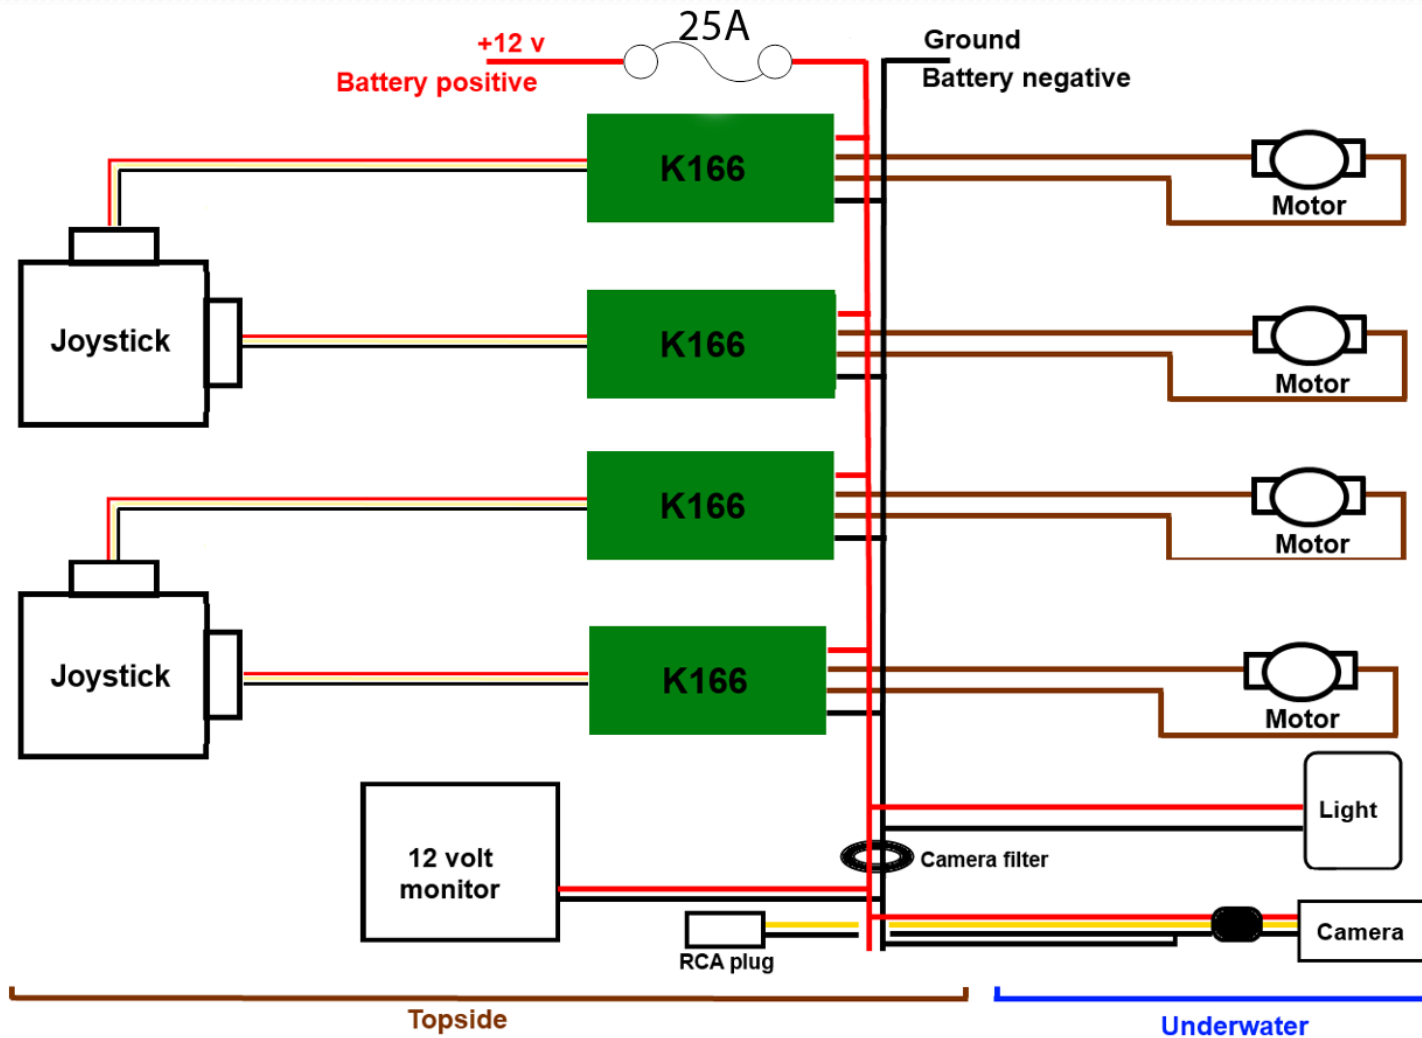 25A
+12 v
Battery positive
Ground
Battery negative
K166
Motor
Joystick
K166
Motor
K166
Motor
Joystick
K166
Motor
Light
12 volt
monitor
Camera filter
RCA plug
Camera
Topside
Underwater